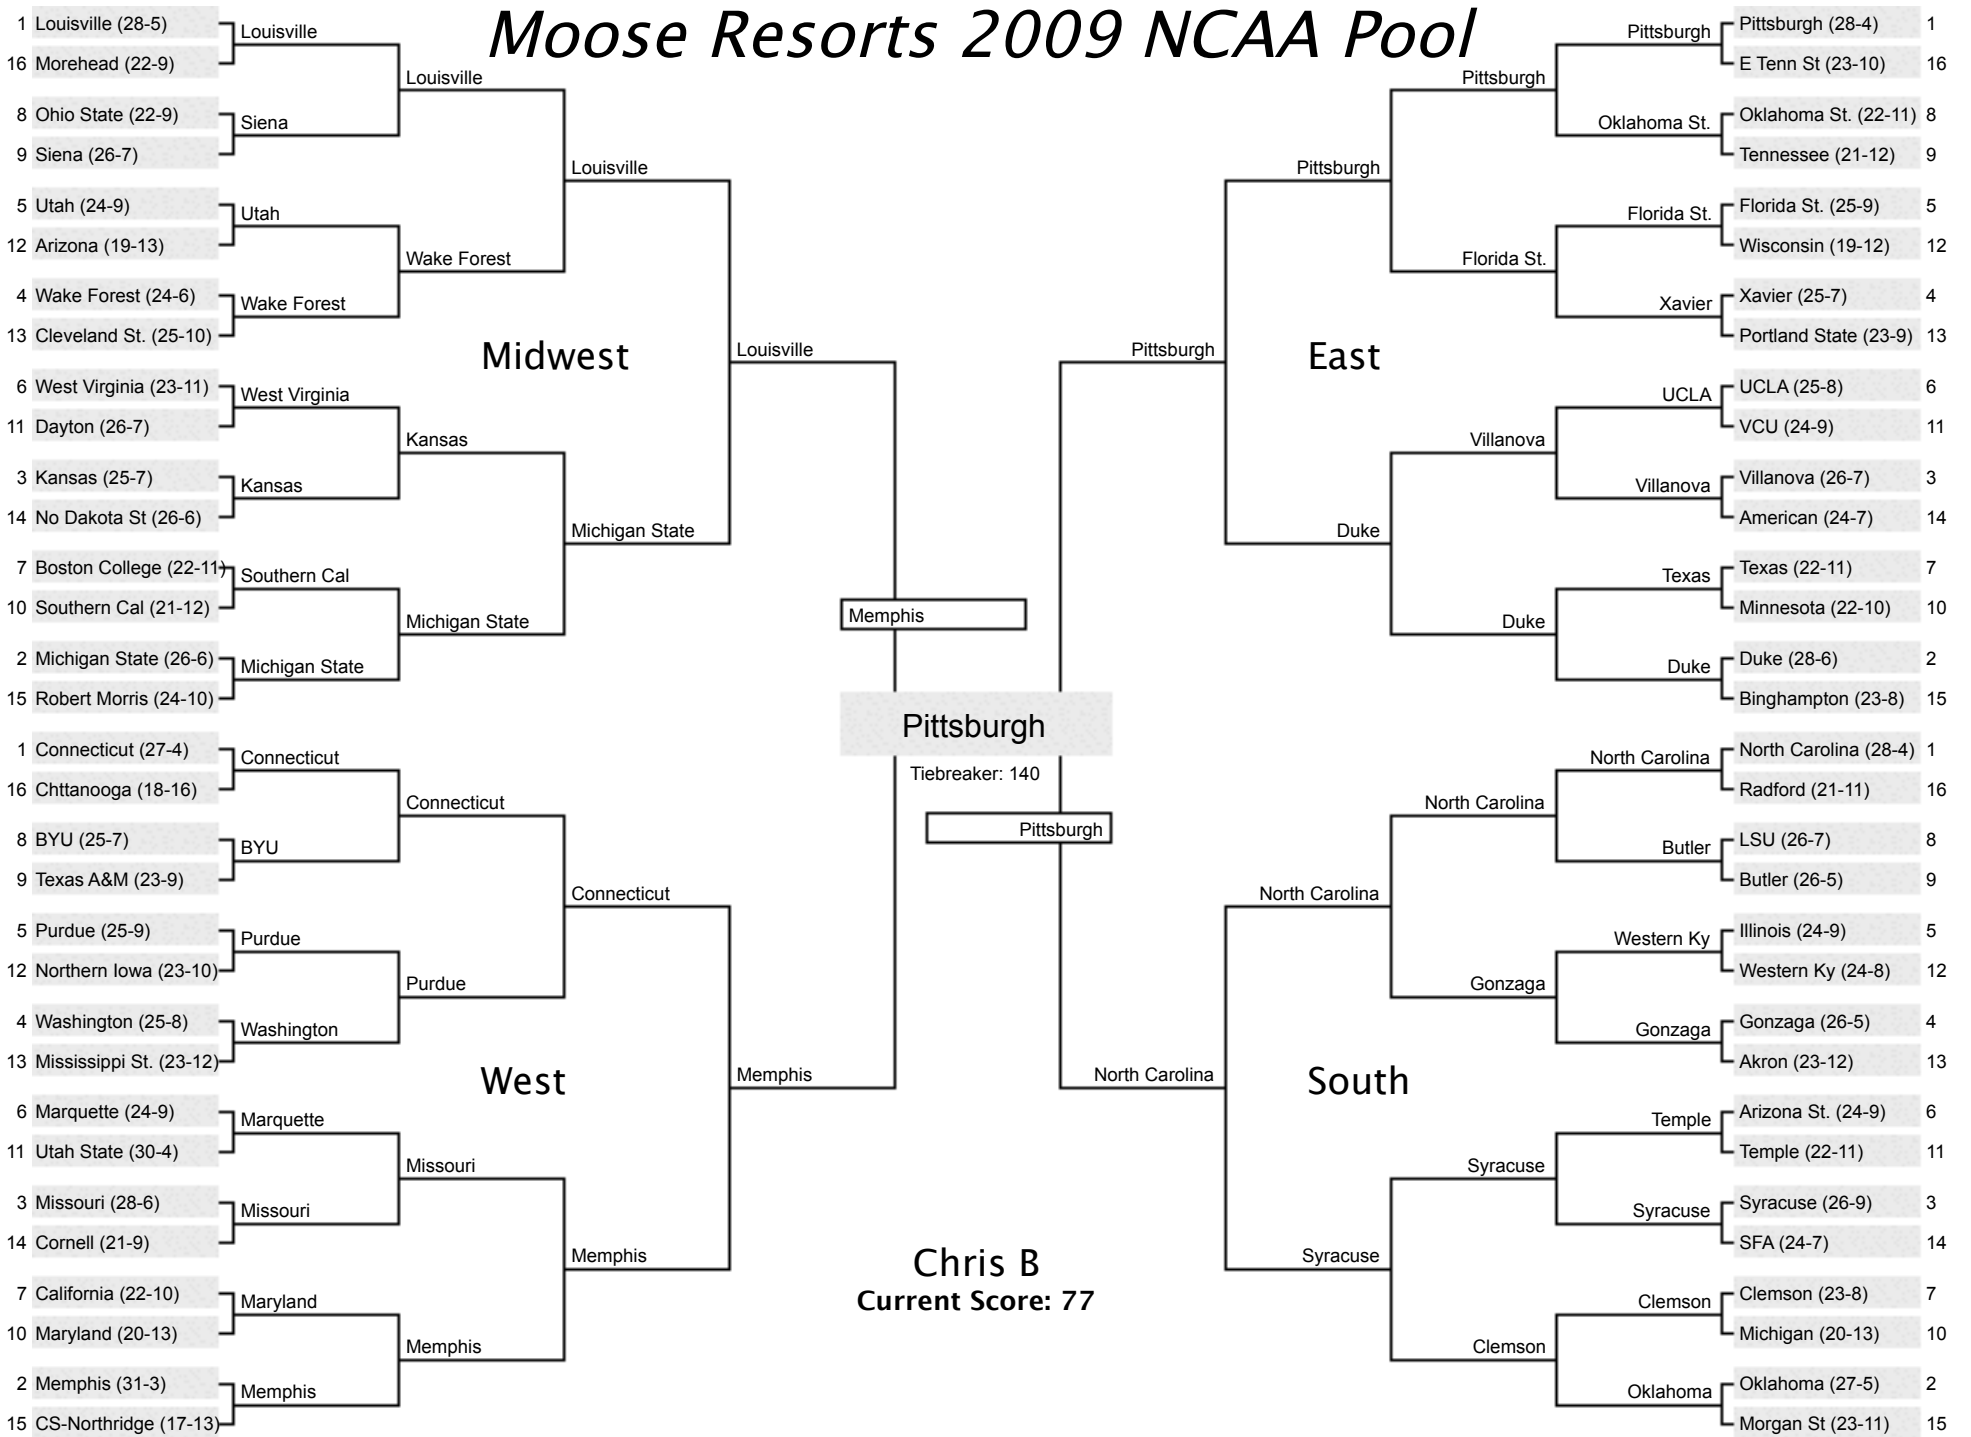 Moose Resorts 2009 NCAA Pool
1 Louisville (28-5)
16 Morehead (22-9)
8 Ohio State (22-9)
9 Siena (26-7)
5 Utah (24-9)
12 Arizona (19-13)
4 Wake Forest (24-6)
13 Cleveland St. (25-10)
6 West Virginia (23-11)
11 Dayton (26-7)
3 Kansas (25-7)
14 No Dakota St (26-6)
7 Boston College (22-11)
10 Southern Cal (21-12)
2 Michigan State (26-6)
15 Robert Morris (24-10)
Louisville
Siena
Utah
Wake Forest
West Virginia
Kansas
Southern Cal
Michigan State
Louisville
Wake Forest
Kansas
Michigan State
Louisville
Michigan State
Louisville
Midwest
1 Connecticut (27-4)
16 Chttanooga (18-16)
8 BYU (25-7)
9 Texas A&M (23-9)
5 Purdue (25-9)
12 Northern Iowa (23-10)
4 Washington (25-8)
13 Mississippi St. (23-12)
6 Marquette (24-9)
11 Utah State (30-4)
3 Missouri (28-6)
14 Cornell (21-9)
7 California (22-10)
10 Maryland (20-13)
2 Memphis (31-3)
15 CS-Northridge (17-13)
Connecticut
BYU
Purdue
Washington
Marquette
Missouri
Maryland
Memphis
Connecticut
Purdue
Missouri
Memphis
Connecticut
Memphis
Memphis
West
Memphis
Pittsburgh
Tiebreaker: 140
Pittsburgh
Chris B
Current Score: 77
Pittsburgh (28-4) 1
E Tenn St (23-10) 16
Oklahoma St. (22-11) 8
Tennessee (21-12) 9
Florida St. (25-9) 5
Wisconsin (19-12) 12
Xavier (25-7) 4
Portland State (23-9) 13
UCLA (25-8) 6
VCU (24-9) 11
Villanova (26-7) 3
American (24-7) 14
Texas (22-11) 7
Minnesota (22-10) 10
Duke (28-6) 2
Binghampton (23-8) 15
Pittsburgh
Oklahoma St.
Florida St.
Xavier
UCLA
Villanova
Texas
Duke
Pittsburgh
Florida St.
Villanova
Duke
Pittsburgh
Duke
Pittsburgh
East
North Carolina (28-4) 1
Radford (21-11) 16
LSU (26-7) 8
Butler (26-5) 9
Illinois (24-9) 5
Western Ky (24-8) 12
Gonzaga (26-5) 4
Akron (23-12) 13
Arizona St. (24-9) 6
Temple (22-11) 11
Syracuse (26-9) 3
SFA (24-7) 14
Clemson (23-8) 7
Michigan (20-13) 10
Oklahoma (27-5) 2
Morgan St (23-11) 15
North Carolina
Butler
Western Ky
Gonzaga
Temple
Syracuse
Clemson
Oklahoma
North Carolina
Gonzaga
Syracuse
Clemson
North Carolina
Syracuse
North Carolina
South